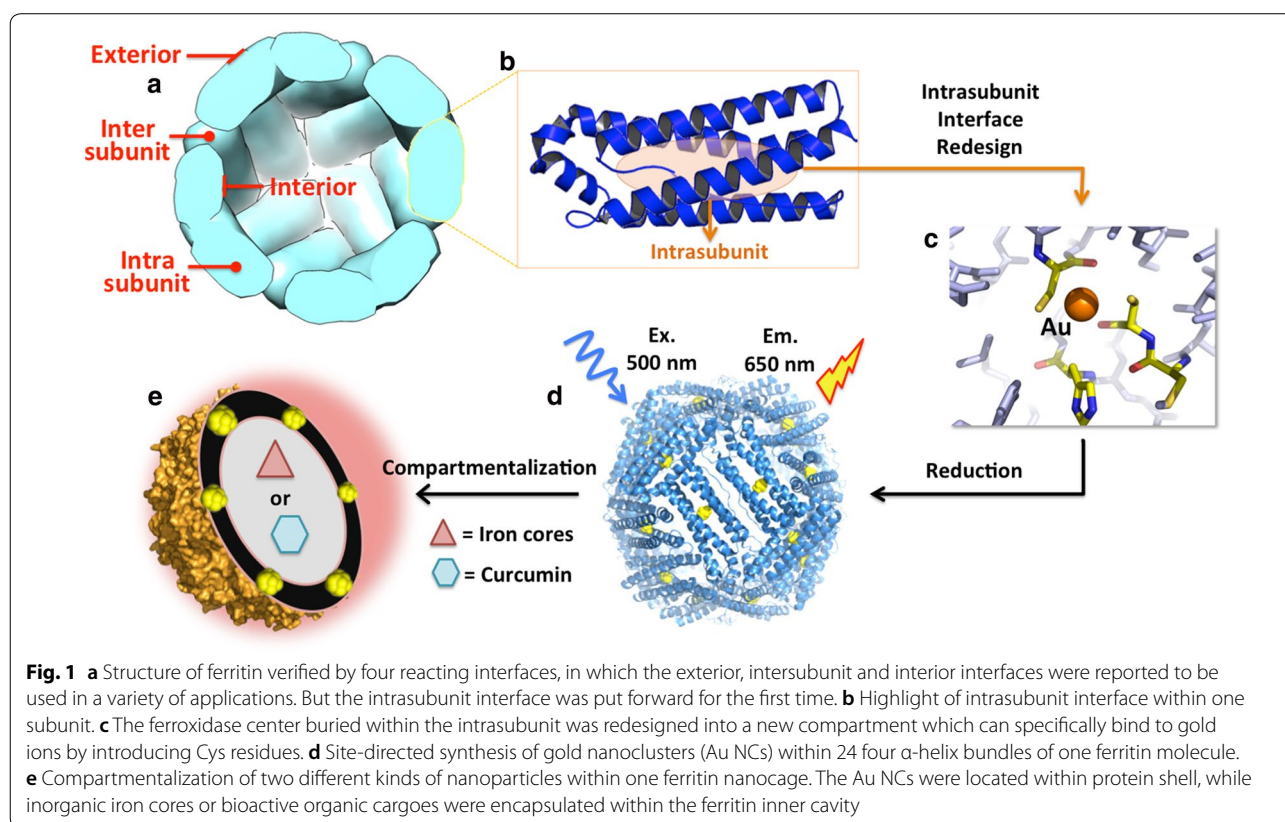 Exterior
a
b
Inter
subunit
Interior
Intra
subunit
Intrasubunit
Intrasubunit
Interface
Redesign
c
Au
Ex.
500 nm
Em.
650 nm
e
d
Compartmentalization
Reduction
or
= Iron cores
= Curcumin
Fig. 1 a Structure of ferritin verified by four reacting interfaces, in which the exterior, intersubunit and interior interfaces were reported to be
used in a variety of applications. But the intrasubunit interface was put forward for the first time. b Highlight of intrasubunit interface within one
subunit. c The ferroxidase center buried within the intrasubunit was redesigned into a new compartment which can specifically bind to gold
ions by introducing Cys residues. d Site-directed synthesis of gold nanoclusters (Au NCs) within 24 four α-helix bundles of one ferritin molecule.
e Compartmentalization of two different kinds of nanoparticles within one ferritin nanocage. The Au NCs were located within protein shell, while
inorganic iron cores or bioactive organic cargoes were encapsulated within the ferritin inner cavity